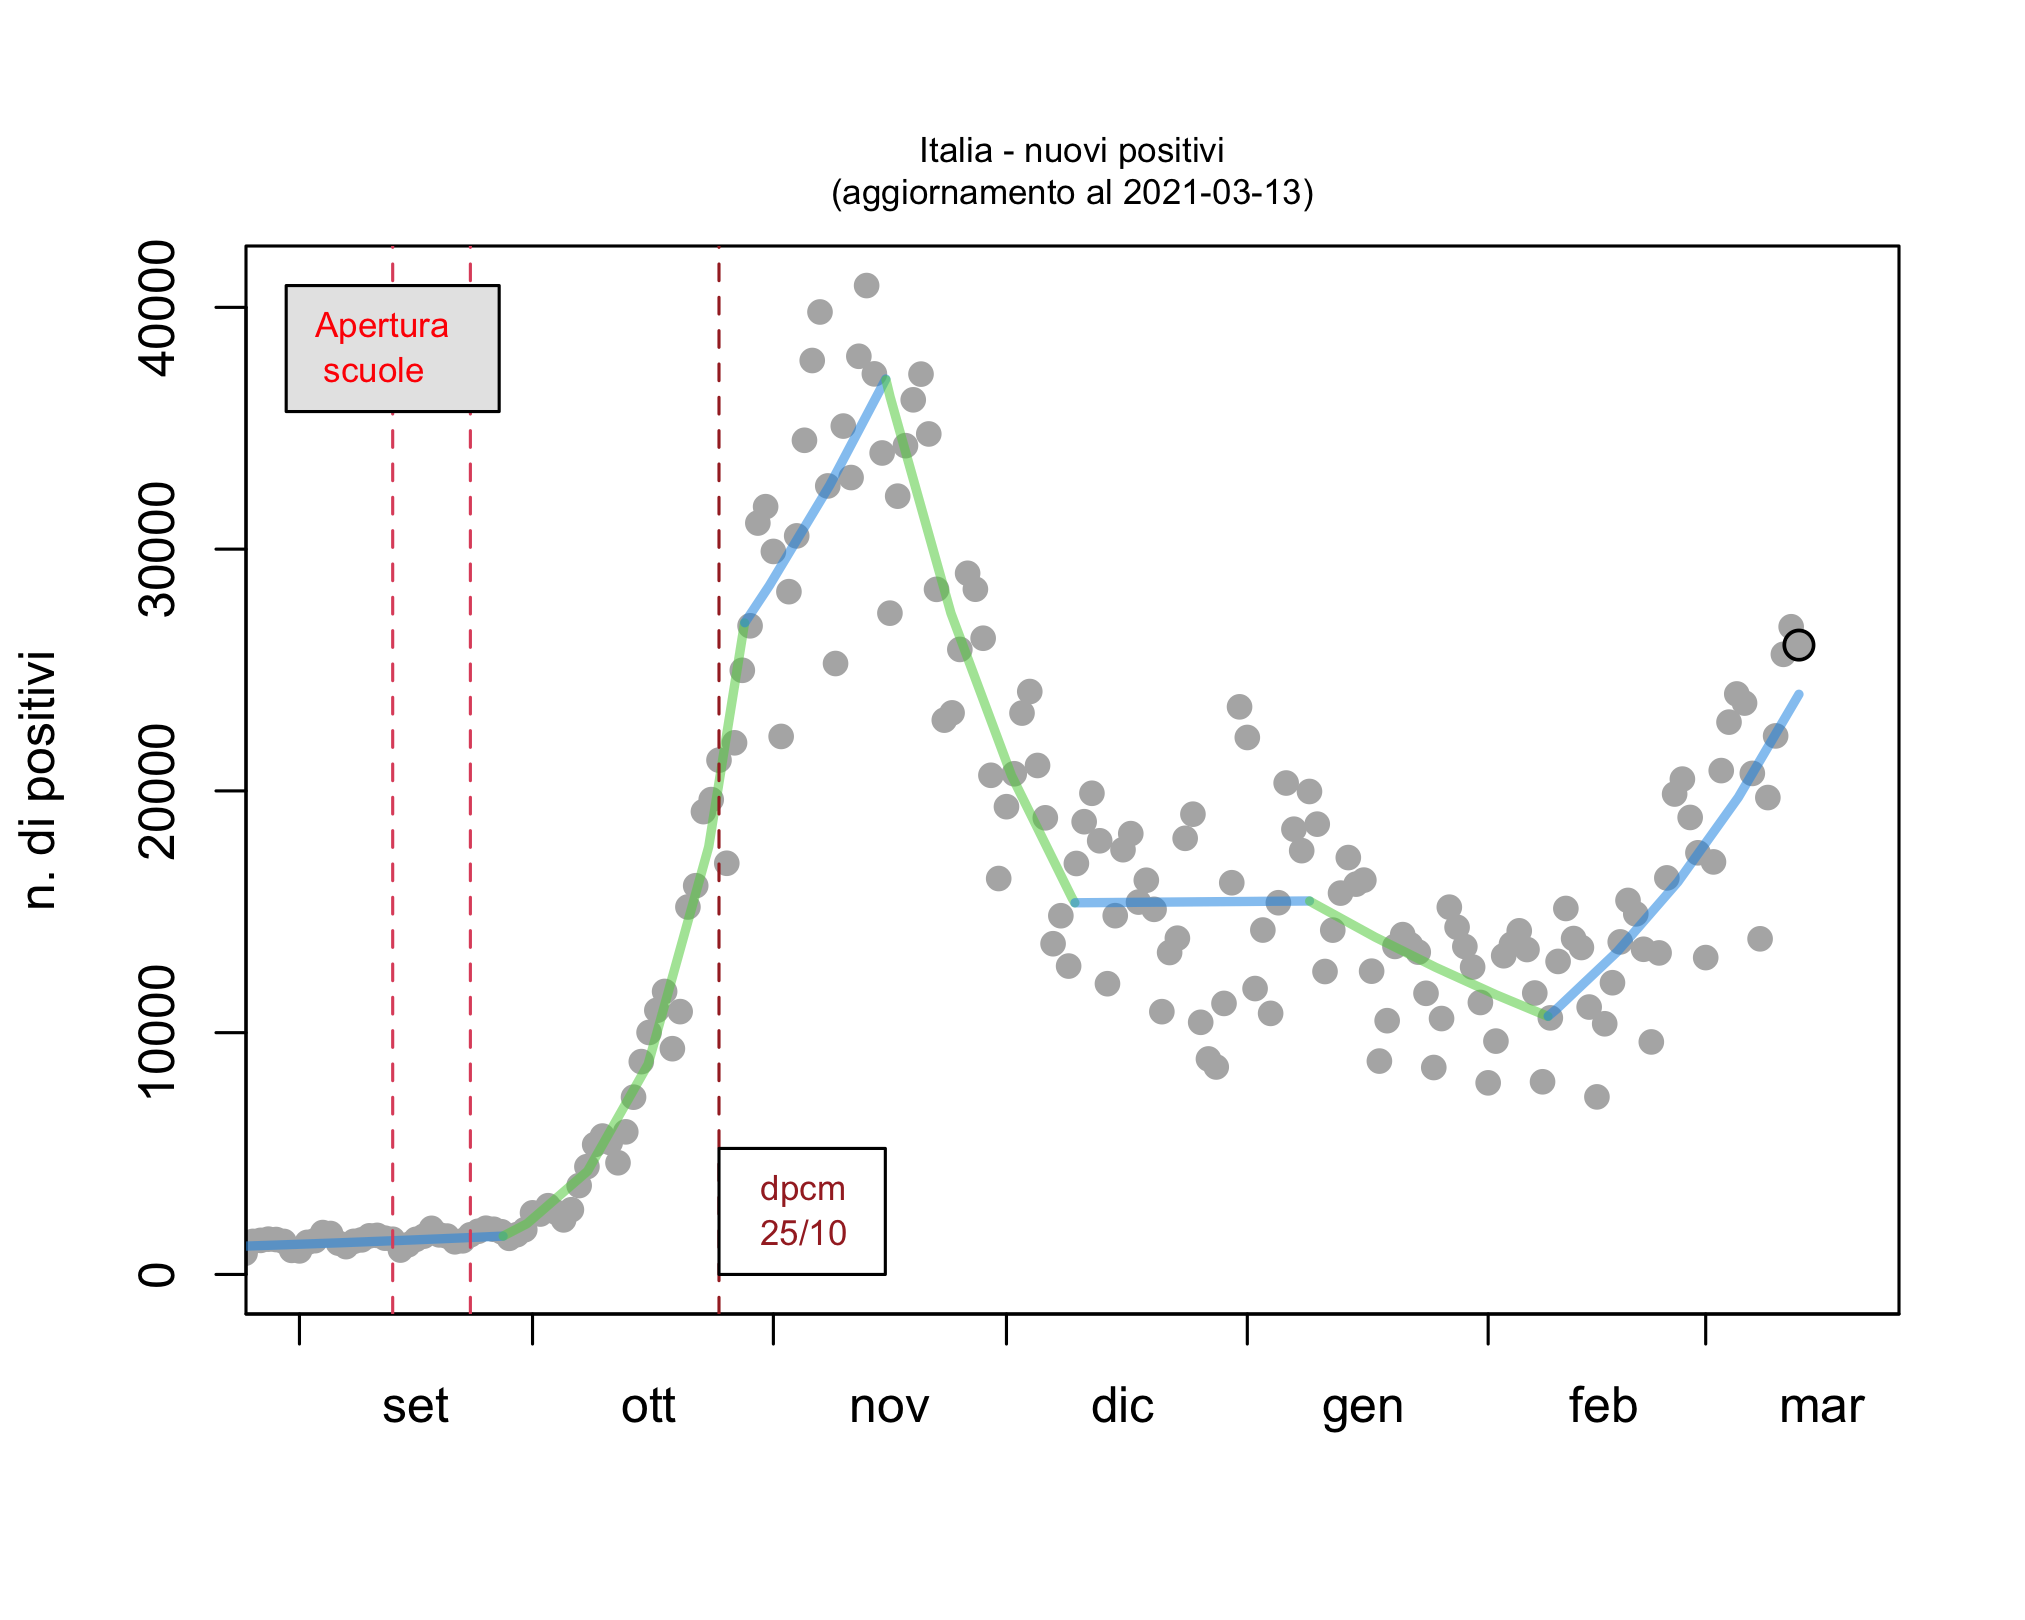 Italia - nuovi positivi
(aggiornamento al 2021-03-13)
n. di positivi
40000
30000
20000
10000
0
Apertura
scuole
dpcm
25/10
set ott nov dic gen feb mar